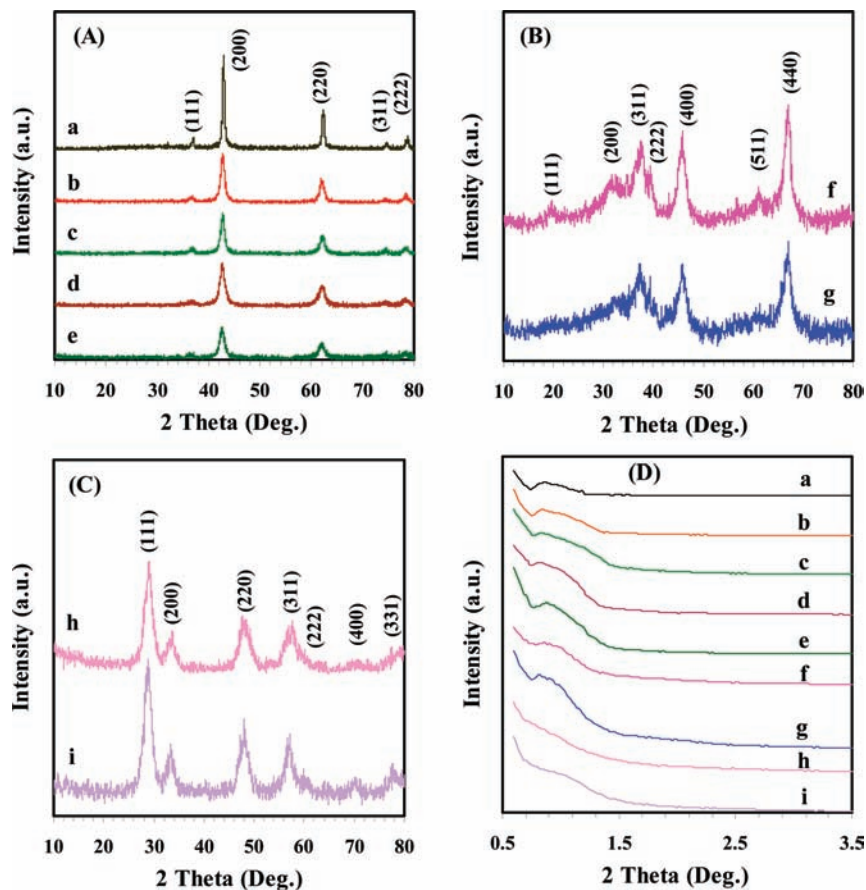 (A)
(111)
(200)
(220)
(311)
(222)
a
b
c
d
e
Intensity (a.u.)
10 20 30 40 50 60 70 80
2 Theta (Deg.)
(B)
(111)
(200)
(311)
(222)
(400)
(511)
(440)
f
g
Intensity (a.u.)
10 20 30 40 50 60 70 80
2 Theta (Deg.)
(C)
(111)
(200)
(220)
(311)
(222)
(400)
(331)
h
i
Intensity (a.u.)
10 20 30 40 50 60 70 80
2 Theta (Deg.)
(D)
a
b
c
d
e
f
g
h
i
Intensity (a.u.)
0.5 1.5 2.5 3.5
2 Theta (Deg.)